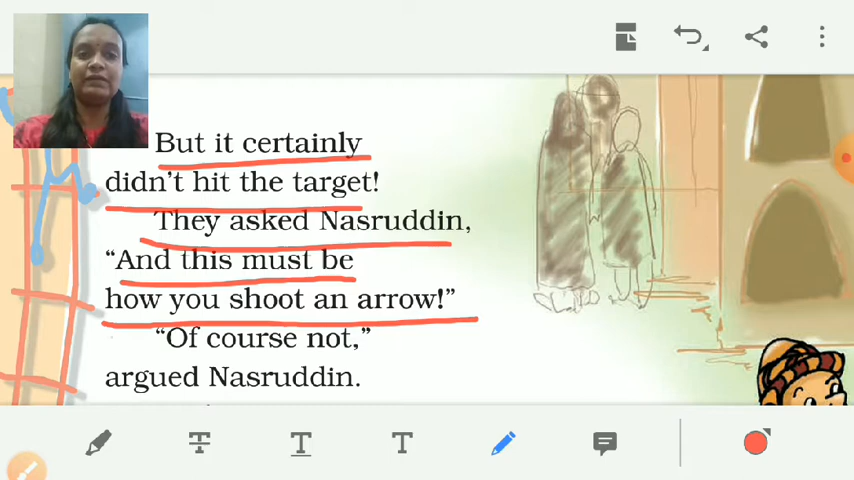 But it certainly
didn't hit the target!
They asked Nasruddin,
“And this must be
how you shoot an arrow!”
“Of course not,”
argued Nasruddin.
T
T
T